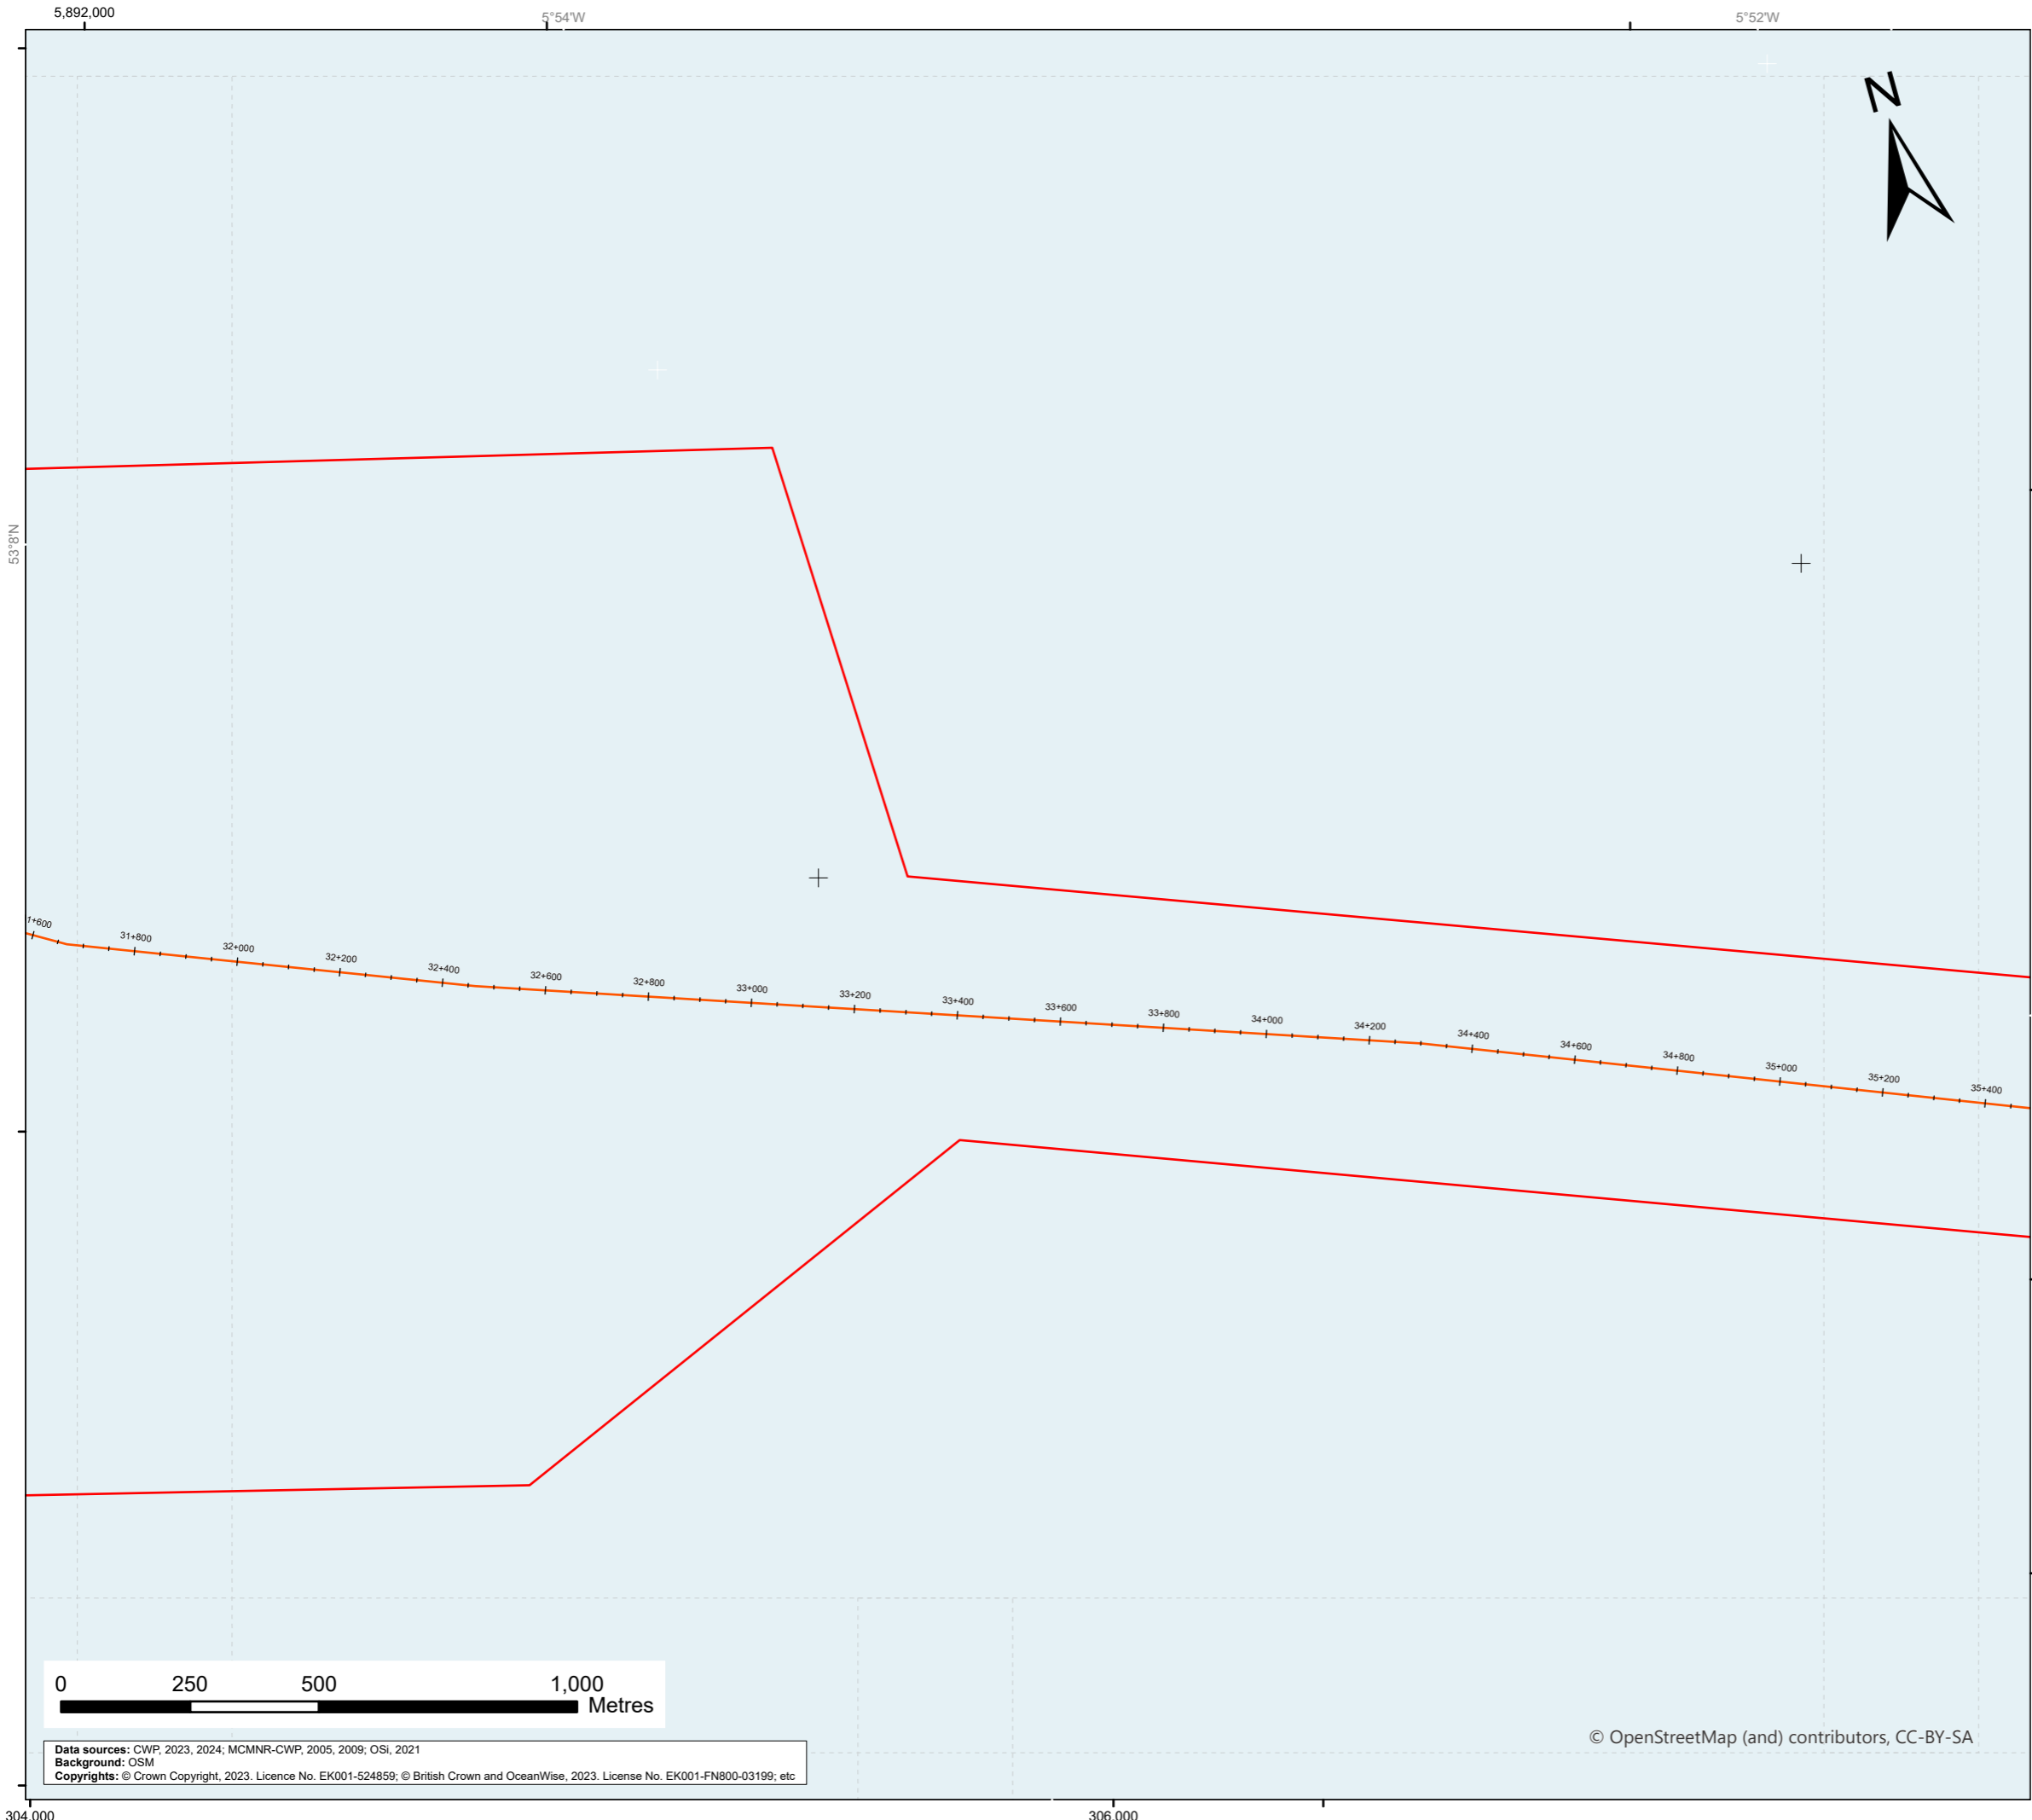 5,892,000
5°54'W
5°52'W
N
53°8'N
1+600
31+800
32+000
32+200
32+400
32+600
32+800
33+000
33+200
33+400
33+600
33+800
34+000
34+200
34+400
34+600
34+800
35+000
35+200
35+400
0 250 500 1,000
Metres
Data sources: CWP, 2023, 2024; MCMNR-CWP, 2005, 2009; OSi, 2021
Background: OSM
Copyrights: © Crown Copyright, 2023. Licence No. EK001-524859; © British Crown and OceanWise, 2023. License No. EK001-FN800-03199; etc
© OpenStreetMap (and) contributors, CC-BY-SA
304,000
306,000